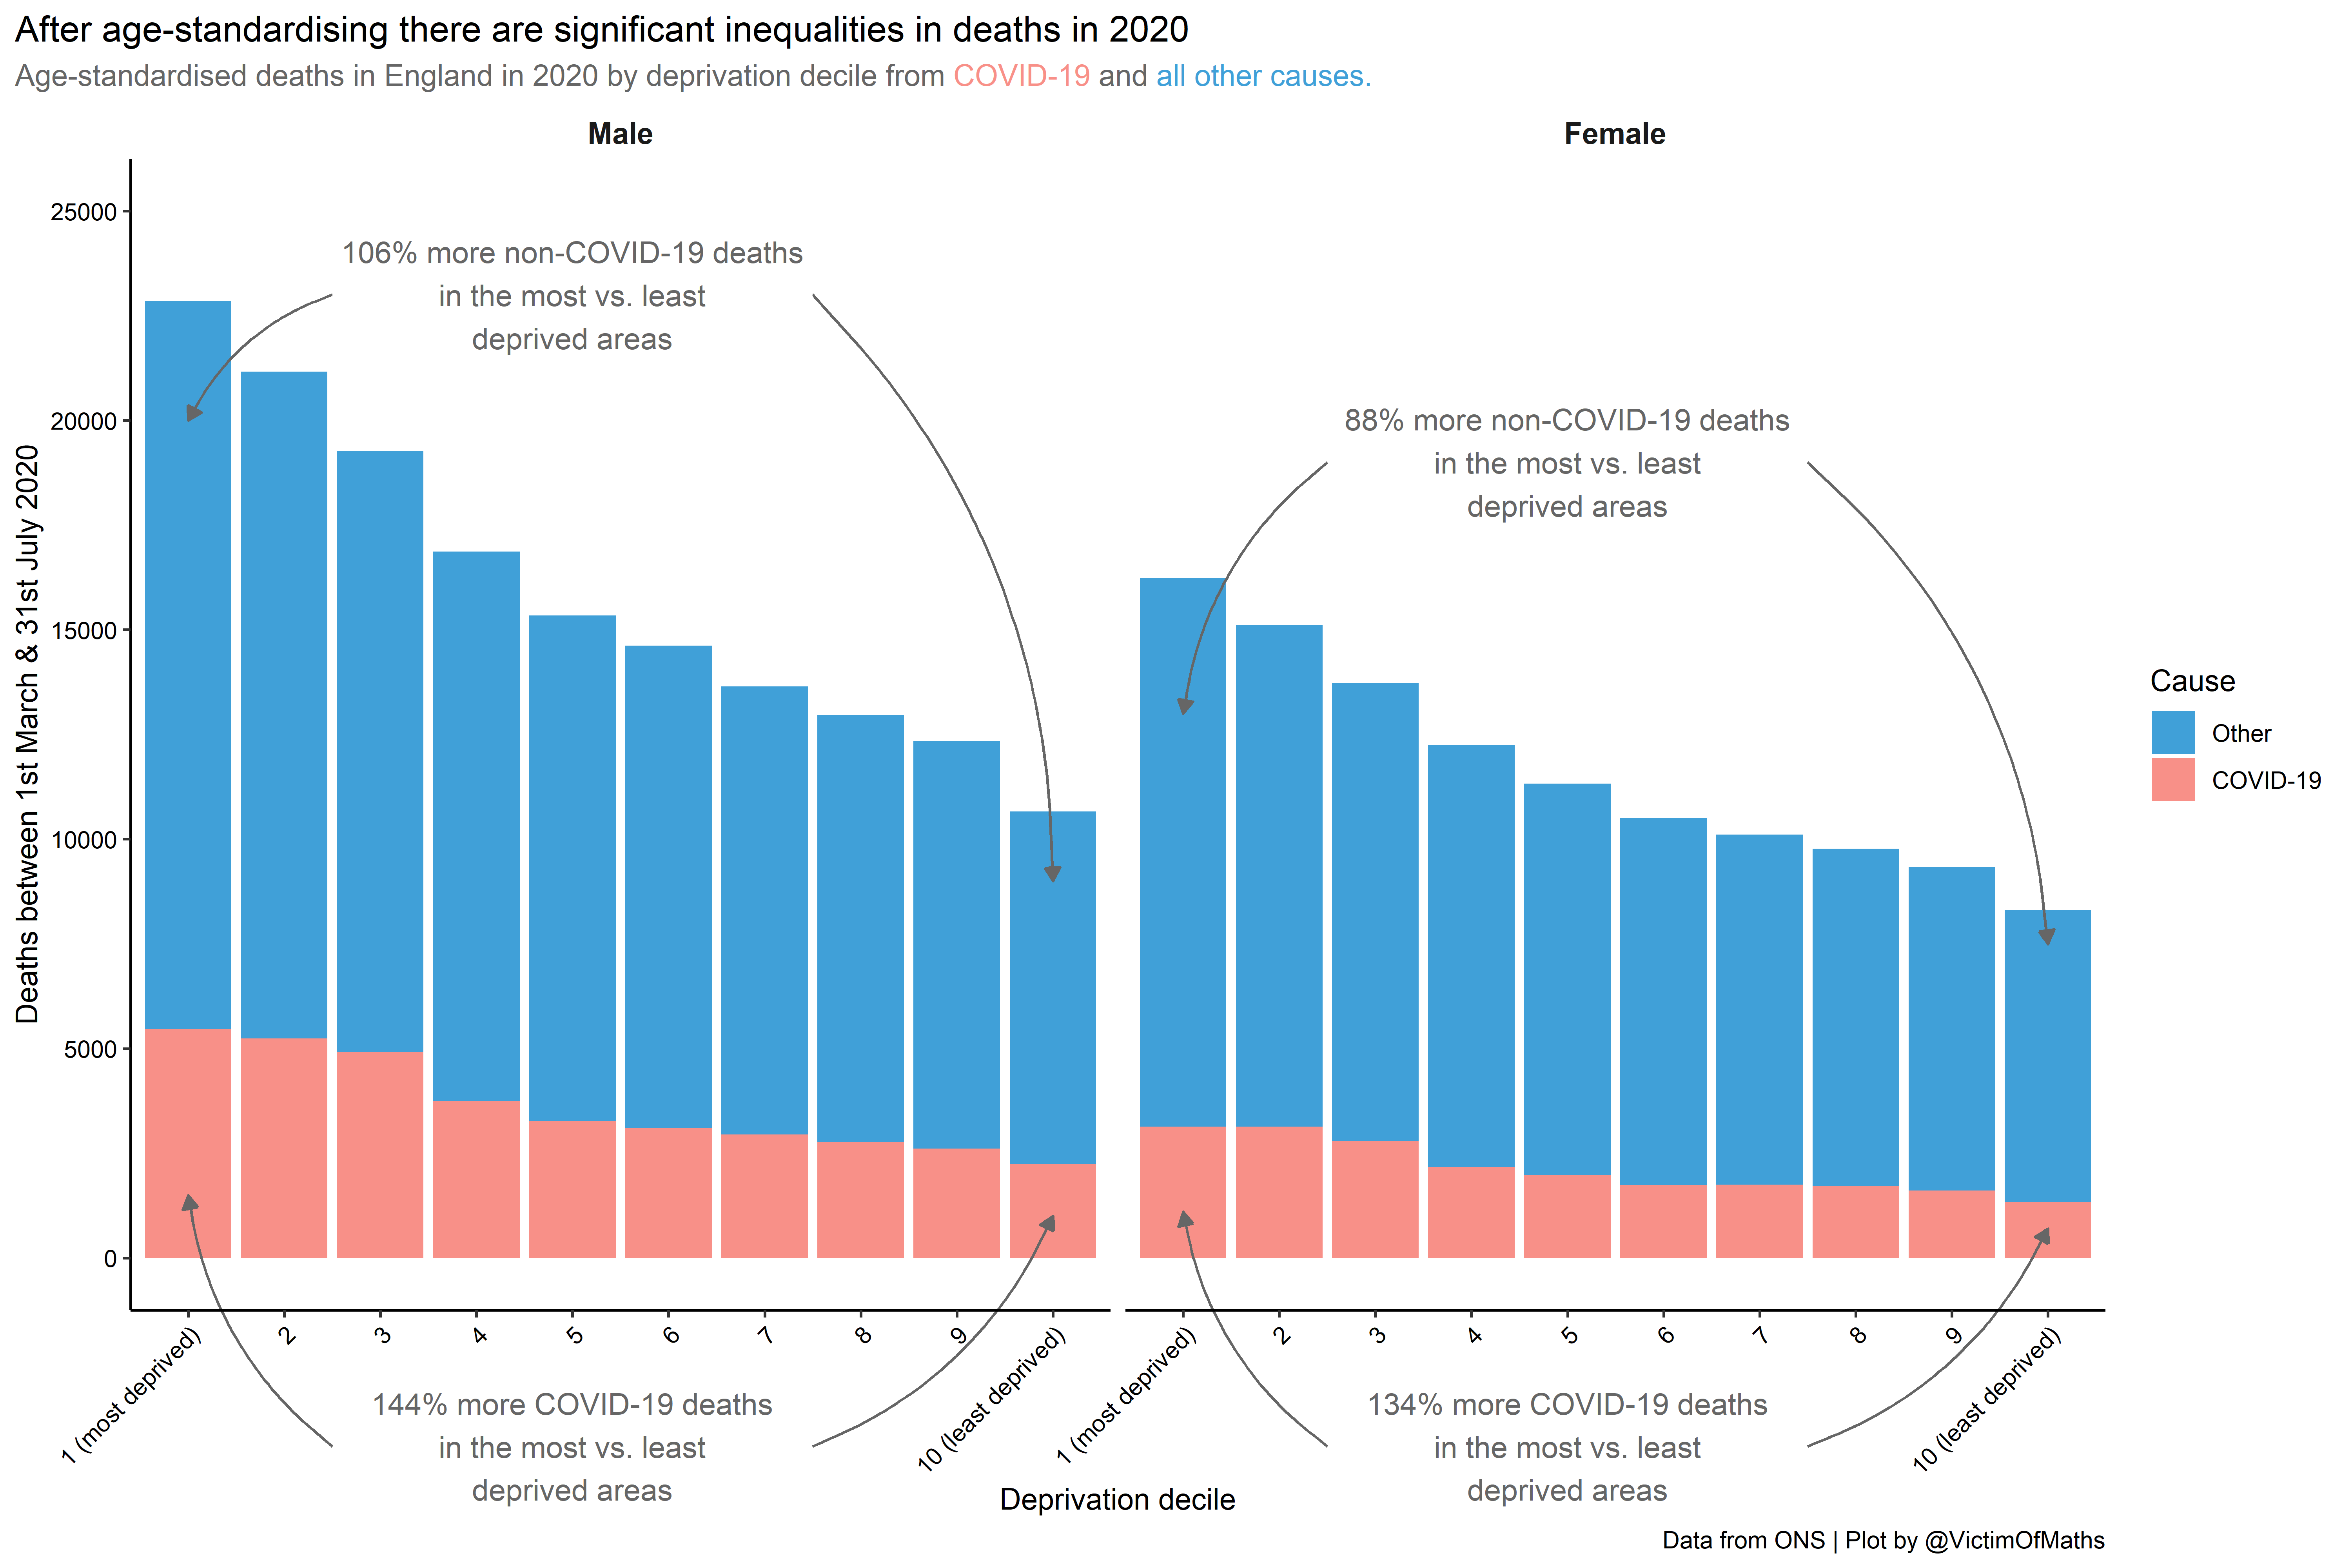 After age-standardising there are significant inequalities in deaths in 2020
Age-standardised deaths in England in 2020 by deprivation decile from COVID-19 and all other causes.
Male
Female
Deaths between 1st March & 31st July 2020
25000
20000
15000
10000
5000
0
106% more non-COVID-19 deaths
in the most vs. least
deprived areas
88% more non-COVID-19 deaths
in the most vs. least
deprived areas
Cause
Other
COVID-19
1 (most deprived)
2
3
4
5
6
7
8
9
10 (least deprived)
1 (most deprived)
2
3
4
5
6
7
8
9
10 (least deprived)
144% more COVID-19 deaths
in the most vs. least
deprived areas
134% more COVID-19 deaths
in the most vs. least
deprived areas
Deprivation decile
Data from ONS | Plot by @VictimOfMaths